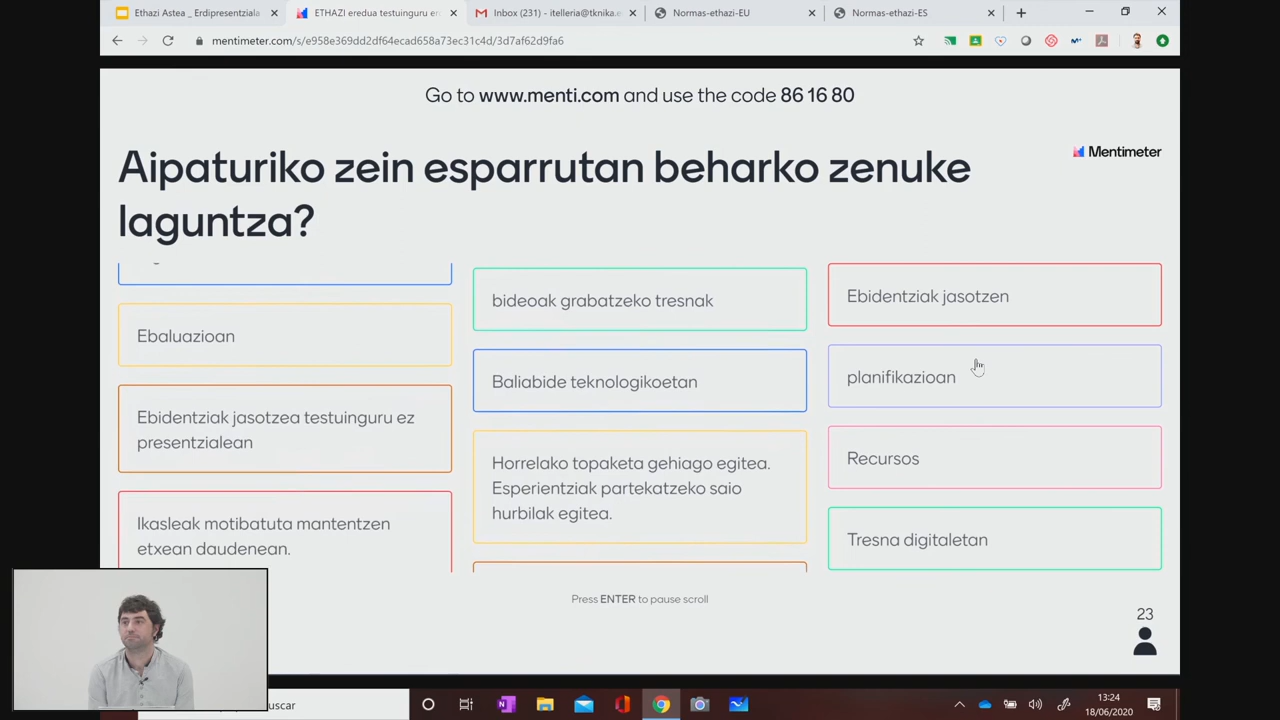 Ethazi Astea _ Erdipresentziala
ETHAZI eredua testuinguru er
Inbox (231) - itelleria@tknika.e
Normas-ethazi-EU
Normas-ethazi-ES
mentimeter.com/s/e958e369dd2df64ecad658a73ec31c4d/3d7af62d9fa6
Go to www.menti.com and use the code 86 16 80
Aipaturiko zein esparrutan beharko zenuke
laguntza?
Mentimeter
Ebaluazioan
Ebidentziak jasotzea testuinguru ez
presentzialean
Ikasleak motibatuta mantentzen
etxean daudenean.
bideoak grabatzeko tresnak
Baliabide teknologikoetan
Horrelako topaketa gehiago egitea.
Esperientziak partekatzeko saio
hurbilak egitea.
Ebidentziak jasotzen
planifikazioan
Recursos
Tresna digitaletan
Press ENTER to pause scroll
23
uscar
13:24
18/06/2020